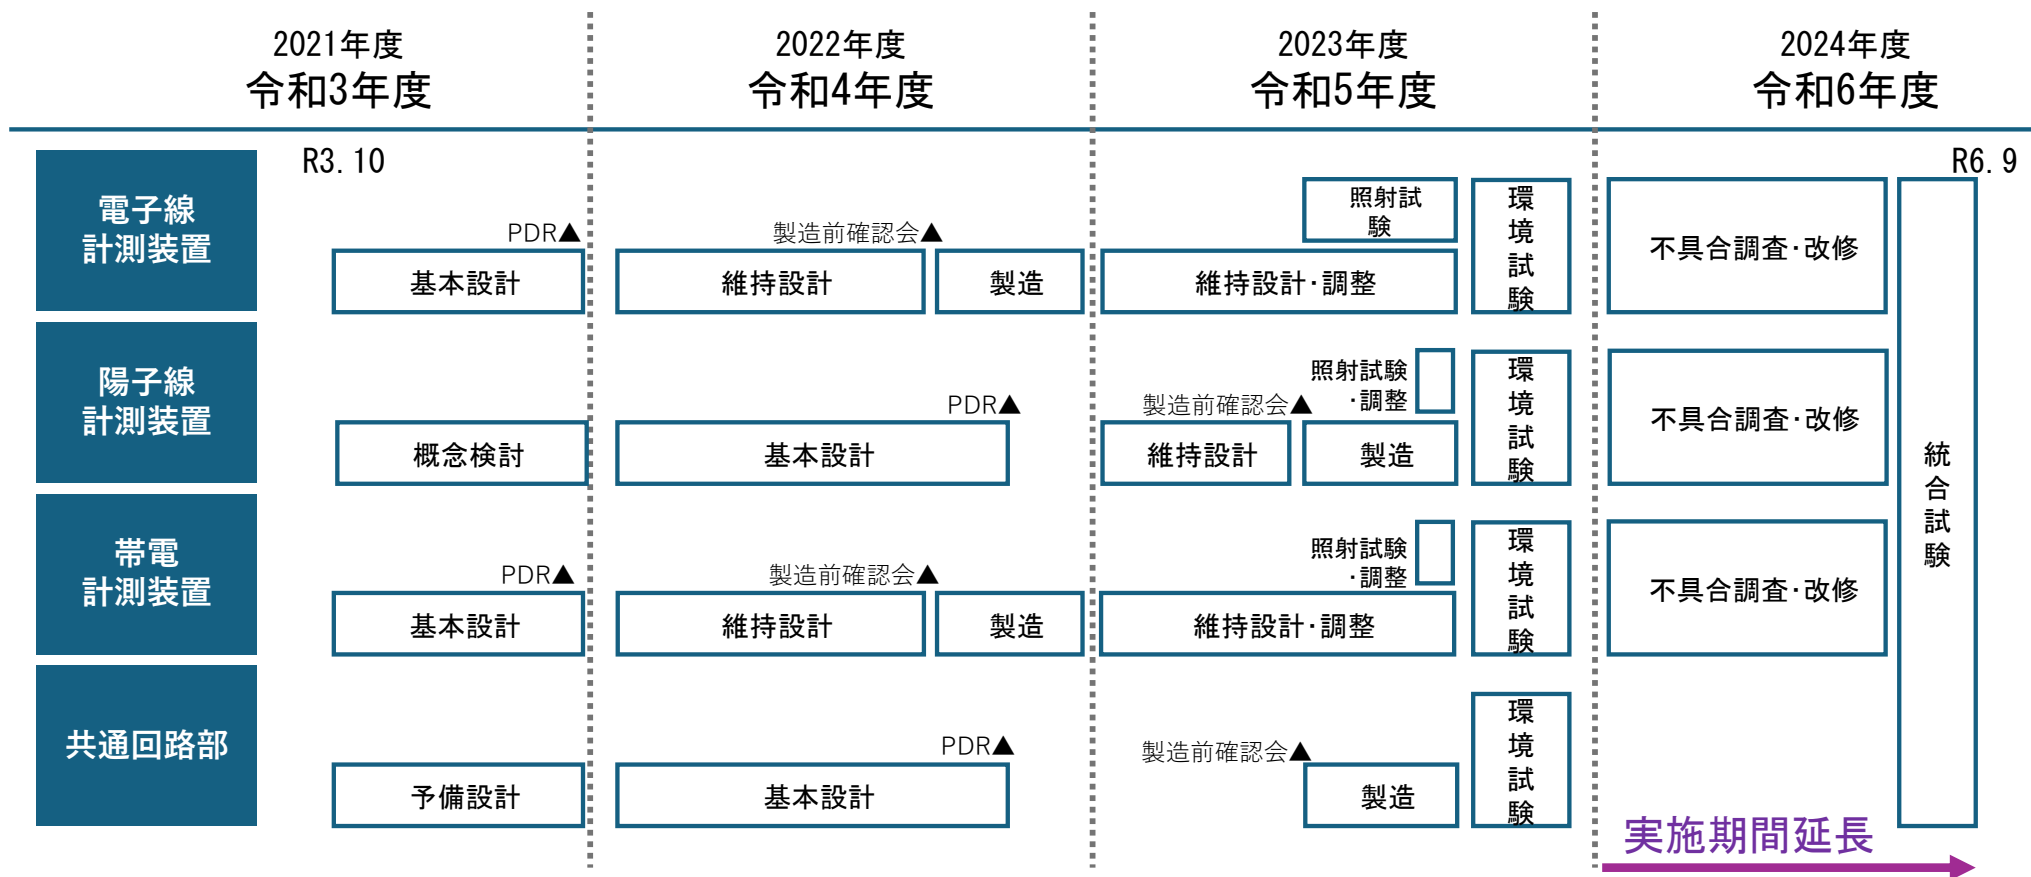 2021年度
令和3年度
2022年度
令和4年度
2023年度
令和5年度
2024年度
令和6年度
R3.10
R6.9
電子線
計測装置
PDR▲
基本設計
製造前確認会▲
維持設計
製造
照射試
験
維持設計・調整
環
境
試
験
不具合調査・改修
陽子線
計測装置
概念検討
PDR▲
基本設計
製造前確認会▲
維持設計
照射試験
・調整
製造
環
境
試
験
不具合調査・改修
帯電
計測装置
PDR▲
基本設計
製造前確認会▲
維持設計
製造
照射試験
・調整
維持設計・調整
環
境
試
験
不具合調査・改修
共通回路部
予備設計
PDR▲
基本設計
製造前確認会▲
製造
環
境
試
験
統
合
試
験
実施期間延長